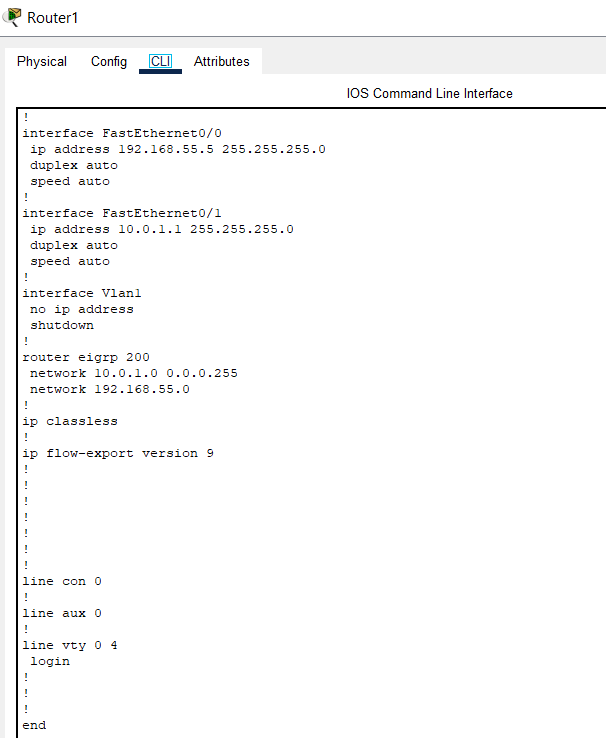 Router1
Physical Config CLI Attributes
IOS Command Line Interface
!
interface FastEthernet0/0
 ip address 192.168.55.5 255.255.255.0
 duplex auto
 speed auto
!
interface FastEthernet0/1
 ip address 10.0.1.1 255.255.255.0
 duplex auto
 speed auto
!
interface Vlan1
 no ip address
 shutdown
!
router eigrp 200
 network 10.0.1.0 0.0.0.255
 network 192.168.55.0
!
ip classless
!
ip flow-export version 9
!
!
!
!
!
!
!
line con 0
!
line aux 0
!
line vty 0 4
 login
!
!
!
end